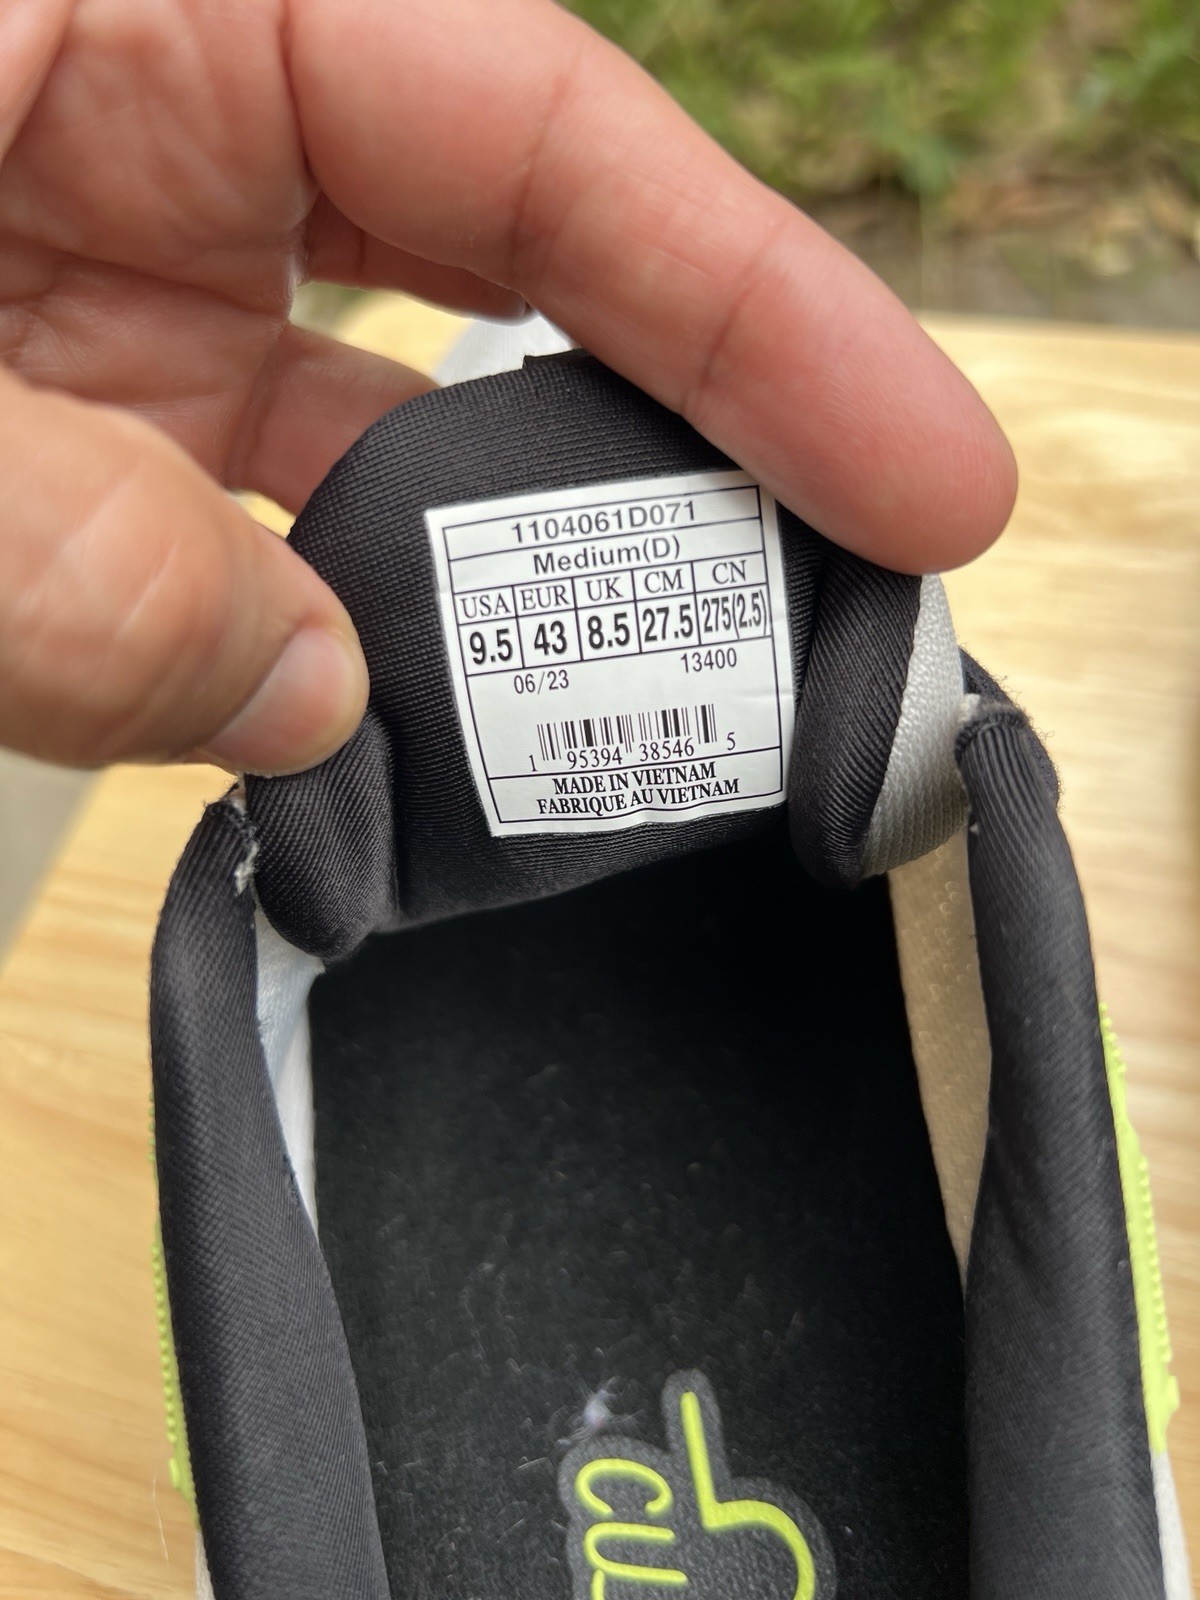 1104061D071
Medium(D)
USA EUR UK CM CN
9.5 43 8.5 27.5 275(2.5)
06/23 13400
1 95394 38546 5
MADE IN VIETNAM
FABRIQUE AU VIETNAM